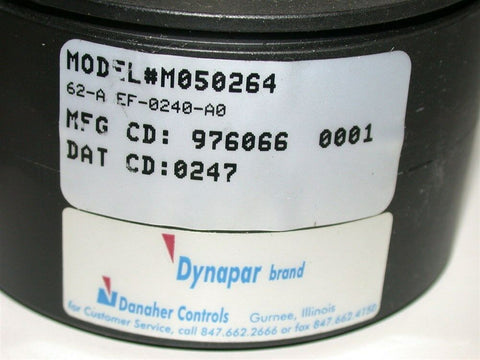 MODEL#M050264
62-A EF-0240-A0
MFG CD: 976066 0001
DAT CD:0247
Dynapar brand
Danaher Controls Gurnee, Illinois
for Customer Service, call 847.662.2666 or fax 847.662.4150